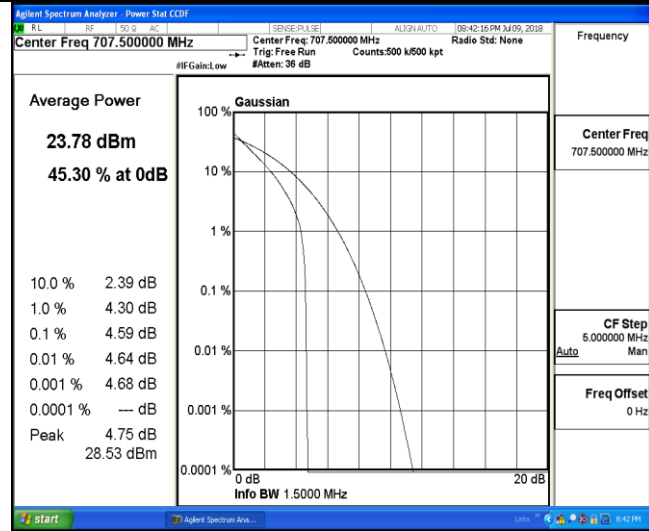 Agilent Spectrum Analyzer - Power Stat CCDF
RL RF 50 Ω AC SENSE:PULSE ALIGN AUTO 08:42:16 PM Jul 09, 2018
Center Freq 707.500000 MHz
Center Freq: 707.500000 MHz Radio Std: None
Trig: Free Run Counts:500 k/500 kpt
#IFGain:Low #Atten: 36 dB
Frequency
Average Power
23.78 dBm
45.30 % at 0dB
10.0 % 2.39 dB
1.0 % 4.30 dB
0.1 % 4.59 dB
0.01 % 4.64 dB
0.001 % 4.68 dB
0.0001 % --- dB
Peak 4.75 dB
28.53 dBm
Gaussian
100 %
10 %
1 %
0.1 %
0.01 %
0.001 %
0.0001 %
0 dB 20 dB
Info BW 1.5000 MHz
Center Freq
707.500000 MHz
CF Step
5.000000 MHz
Auto Man
Freq Offset
0 Hz
start Agilent Spectrum Ana... Links » 8:42 PM